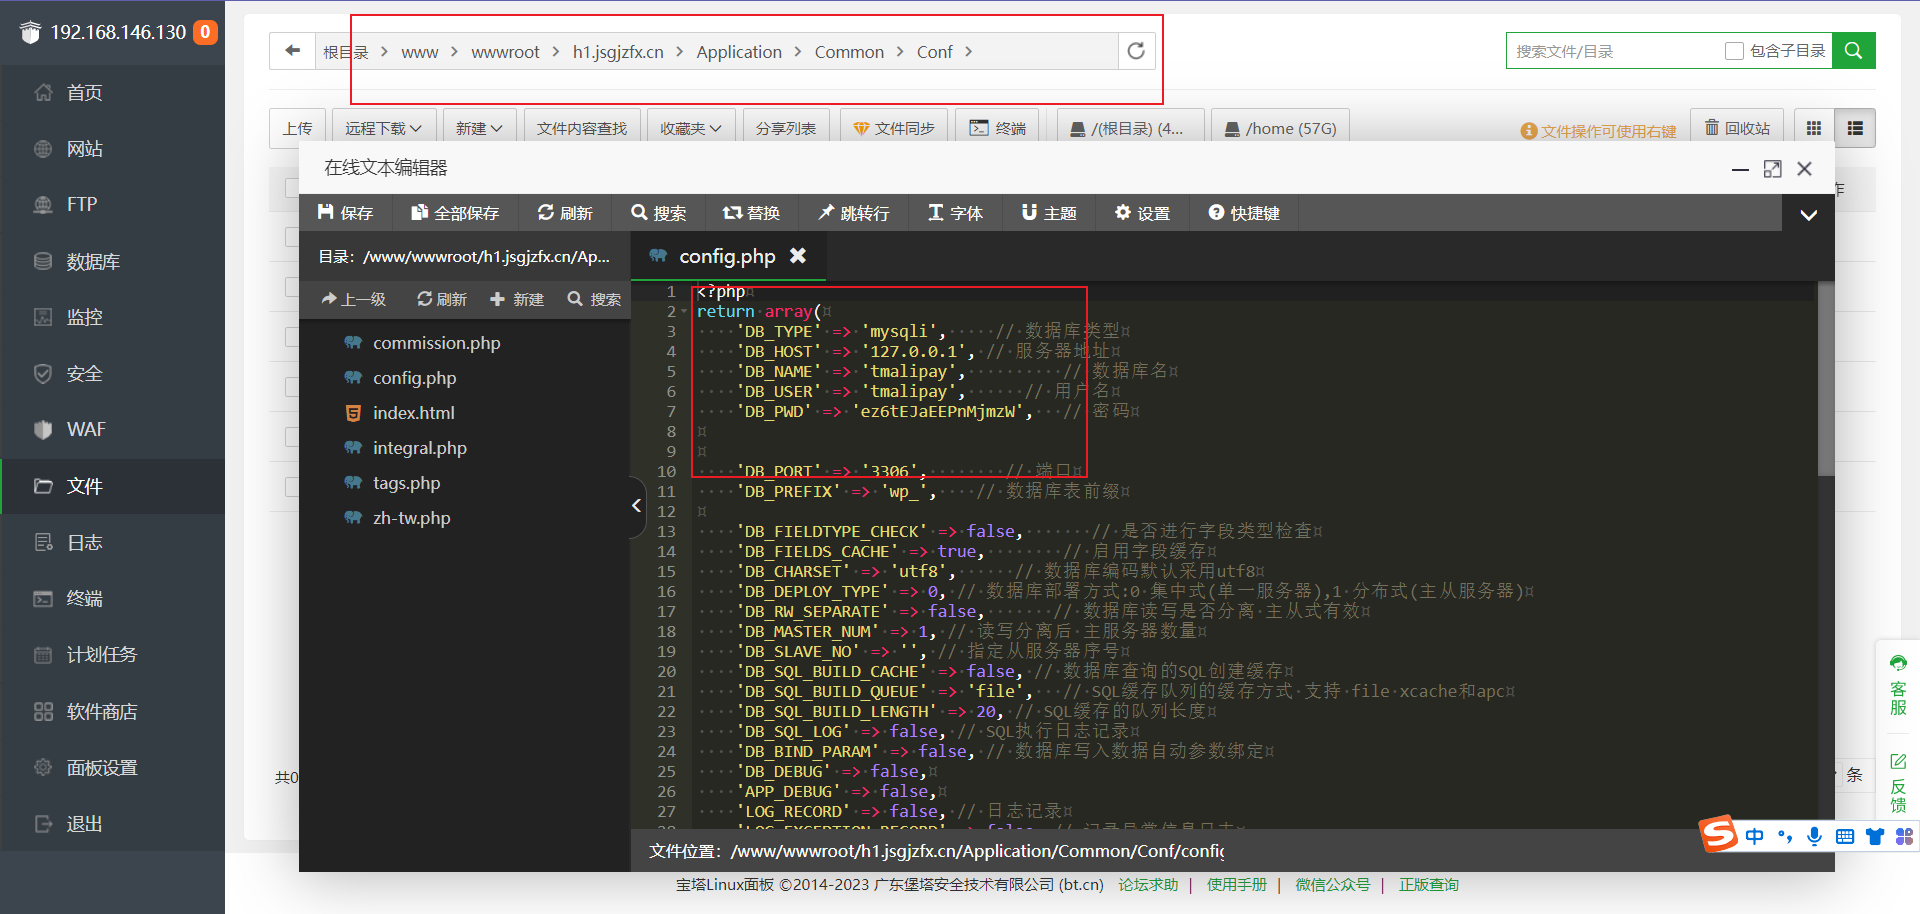 192.168.146.130 0
首页
网站
FTP
数据库
监控
安全
WAF
文件
日志
终端
计划任务
软件商店
面板设置
退出
根目录 > www > wwwroot > h1.jsgjzfx.cn > Application > Common > Conf >
搜索文件/目录 包含子目录
上传 远程下载 新建 文件内容查找 收藏夹 分享列表 文件同步 终端 /(根目录) (4... /home (57G) 文件操作可使用右键 回收站
在线文本编辑器
保存 全部保存 刷新 搜索 替换 跳转行 字体 主题 设置 快捷键
目录: /www/wwwroot/h1.jsgjzfx.cn/Ap...
上一级 刷新 新建 搜索
commission.php
config.php
index.html
integral.php
tags.php
zh-tw.php
config.php
1 <?php
2 return array(
3 'DB_TYPE' => 'mysqli', // 数据库类型
4 'DB_HOST' => '127.0.0.1', // 服务器地址
5 'DB_NAME' => 'tmalipay', // 数据库名
6 'DB_USER' => 'tmalipay', // 用户名
7 'DB_PWD' => 'ez6tEJaEEPnMjmzW', // 密码
8
9
10 'DB_PORT' => '3306', // 端口
11 'DB_PREFIX' => 'wp_', // 数据库表前缀
12
13 'DB_FIELDTYPE_CHECK' => false, // 是否进行字段类型检查
14 'DB_FIELDS_CACHE' => true, // 启用字段缓存
15 'DB_CHARSET' => 'utf8', // 数据库编码默认采用utf8
16 'DB_DEPLOY_TYPE' => 0, // 数据库部署方式:0 集中式(单一服务器),1 分布式(主从服务器)
17 'DB_RW_SEPARATE' => false, // 数据库读写是否分离 主从式有效
18 'DB_MASTER_NUM' => 1, // 读写分离后 主服务器数量
19 'DB_SLAVE_NO' => '', // 指定从服务器序号
20 'DB_SQL_BUILD_CACHE' => false, // 数据库查询的SQL创建缓存
21 'DB_SQL_BUILD_QUEUE' => 'file', // SQL缓存队列的缓存方式 支持 file xcache和apc
22 'DB_SQL_BUILD_LENGTH' => 20, // SQL缓存的队列长度
23 'DB_SQL_LOG' => false, // SQL执行日志记录
24 'DB_BIND_PARAM' => false, // 数据库写入数据自动参数绑定
25 'DB_DEBUG' => false,
26 'APP_DEBUG' => false,
27 'LOG_RECORD' => false, // 日志记录
文件位置: /www/wwwroot/h1.jsgjzfx.cn/Application/Common/Conf/config
共0
条
客服
反馈
中
宝塔Linux面板 ©2014-2023 广东堡塔安全技术有限公司 (bt.cn) 论坛求助 | 使用手册 | 微信公众号 | 正版查询